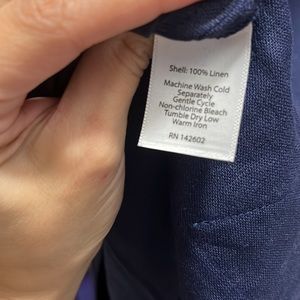 Shell: 100% Linen
Machine Wash Cold
Separately
Gentle Cycle
Non-chlorine Bleach
Tumble Dry Low
Warm Iron
RN 142602